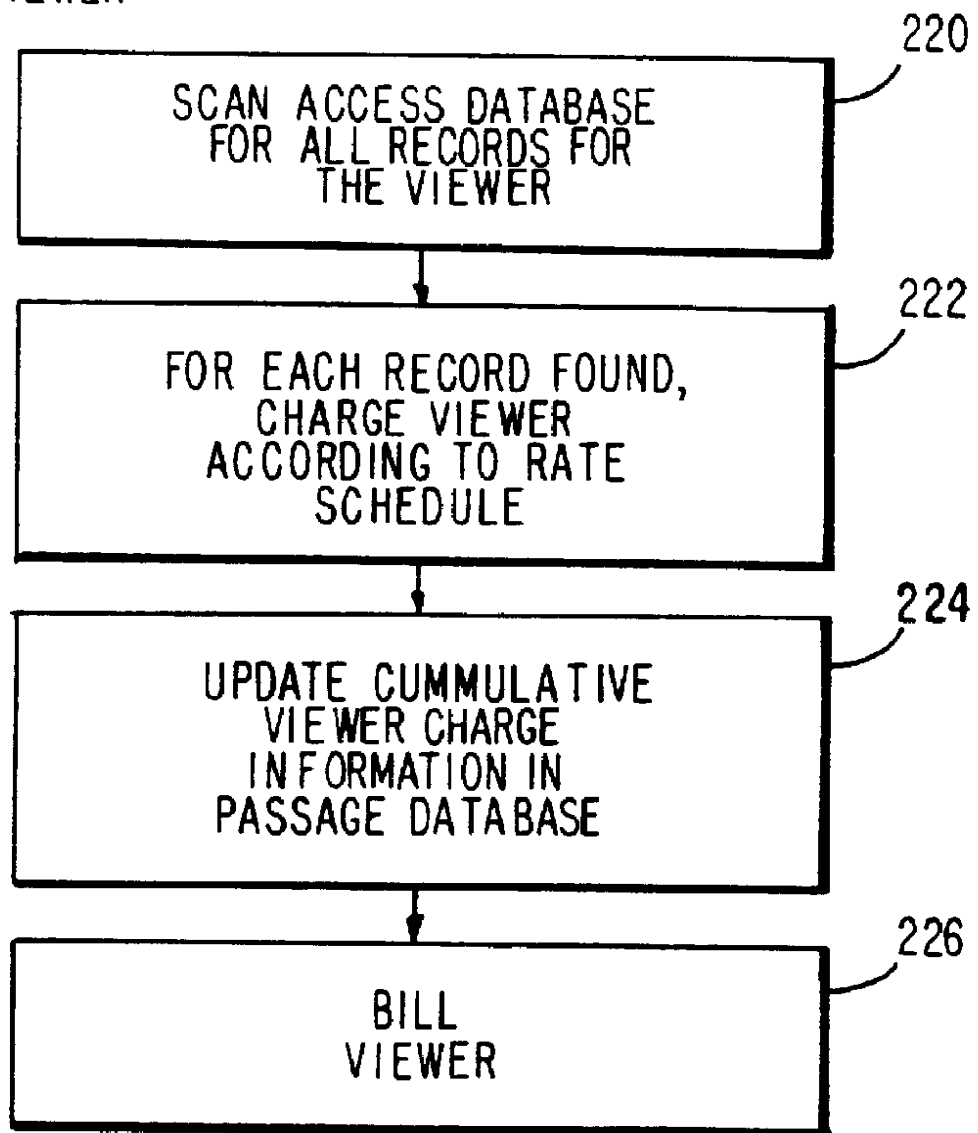 220
SCAN ACCESS DATABASE
FOR ALL RECORDS FOR
THE VIEWER
222
FOR EACH RECORD FOUND,
CHARGE VIEWER
ACCORDING TO RATE
SCHEDULE
224
UPDATE CUMMULATIVE
VIEWER CHARGE
INFORMATION IN
PASSAGE DATABASE
226
BILL
VIEWER